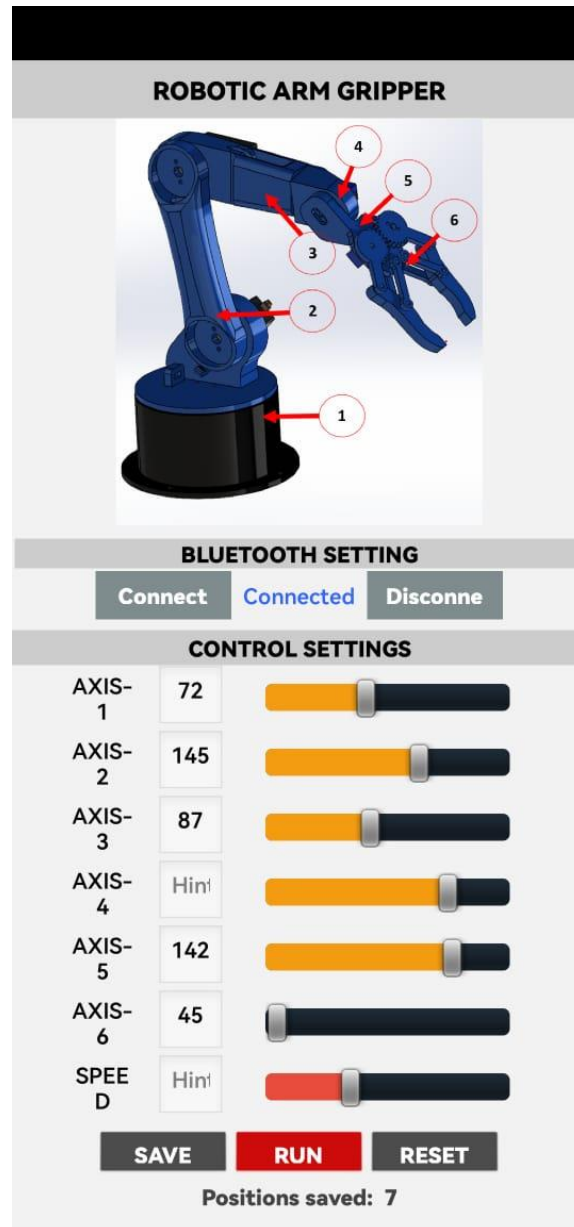 ROBOTIC ARM GRIPPER
4
5
6
3
2
1
BLUETOOTH SETTING
Connect Connected Disconne
CONTROL SETTINGS
AXIS-
1
72
AXIS-
2
145
AXIS-
3
87
AXIS-
4
Hin
AXIS-
5
142
AXIS-
6
45
SPEE
D
Hin
SAVE RUN RESET
Positions saved: 7